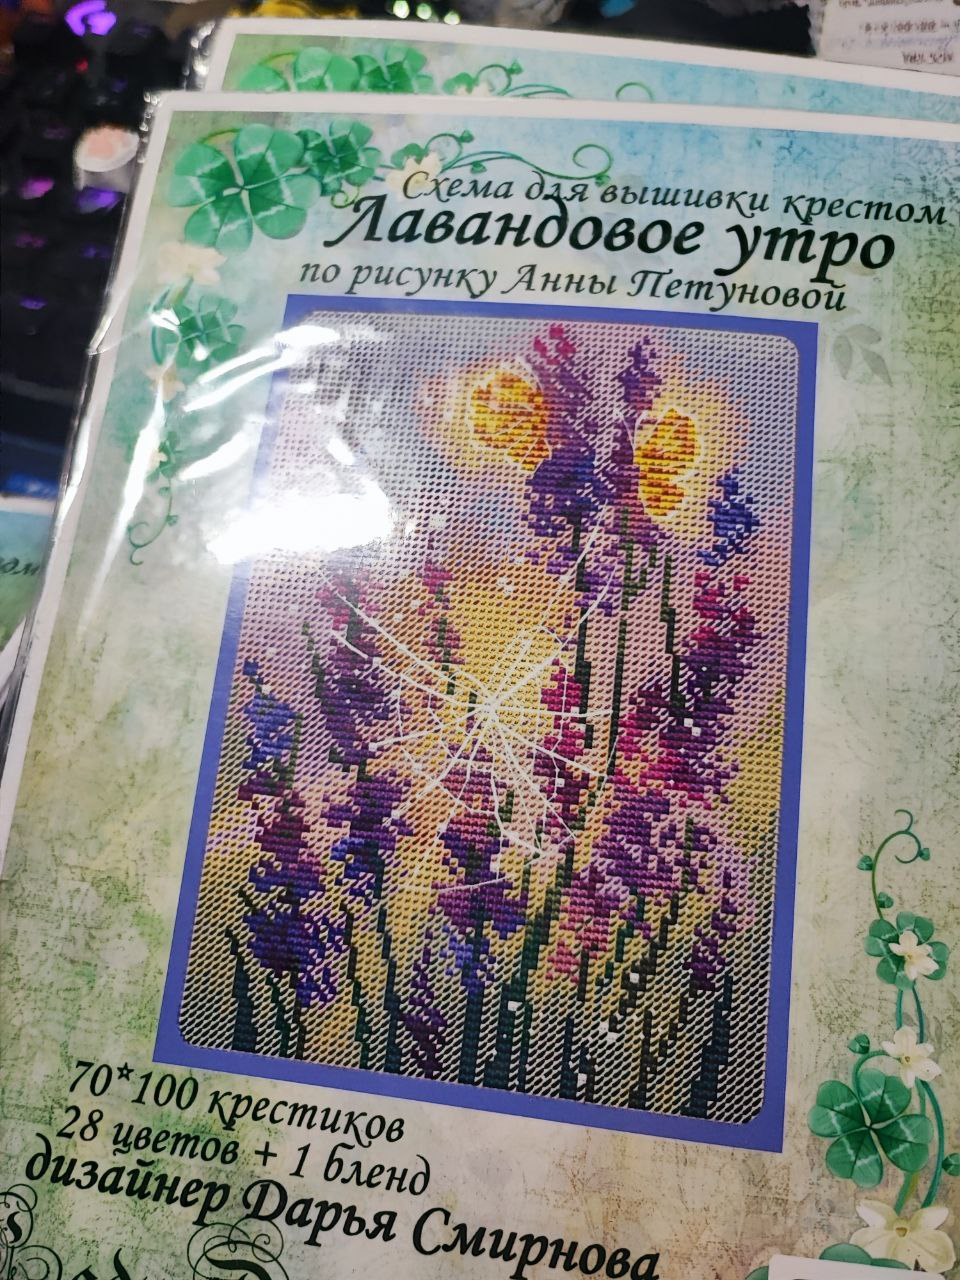 Схема для вышивки крестом
Лавандовое утро
по рисунку Анны Петуновой
70*100 крестиков
28 цветов + 1 бленд
дизайнер Дарья Смирнова